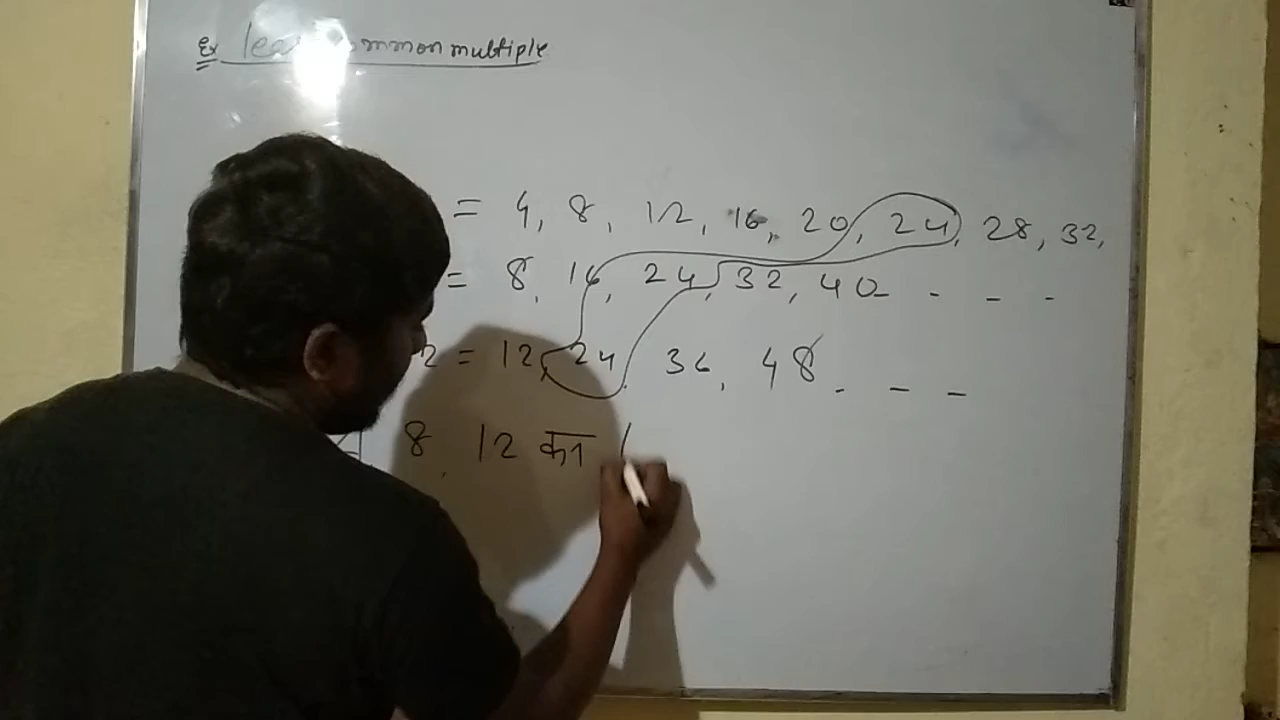 Ex multiple
= 4, 8, 12, 16, 20, 24, 28, 32,
= 8, 16, 24, 32, 40 - - -
2 = 12, 24 36, 48 - - -
8, 12 का